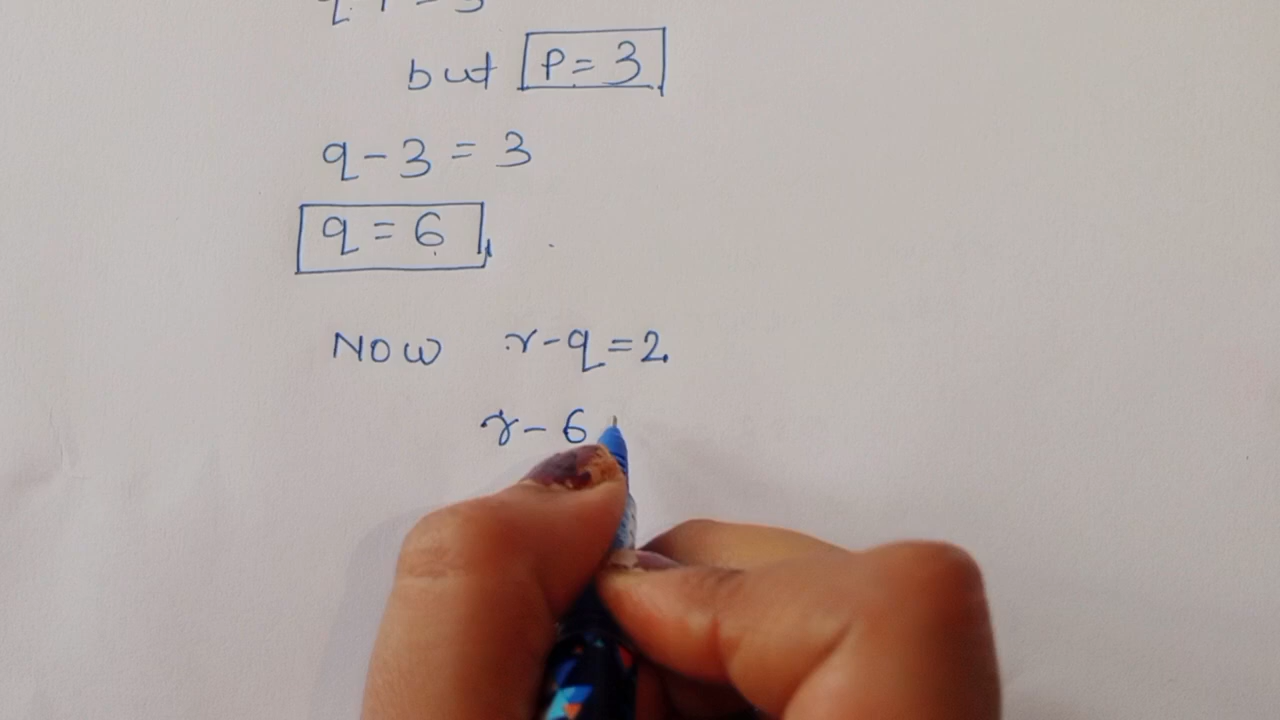 but P = 3
q - 3 = 3
q = 6
Now r - q = 2
r - 6